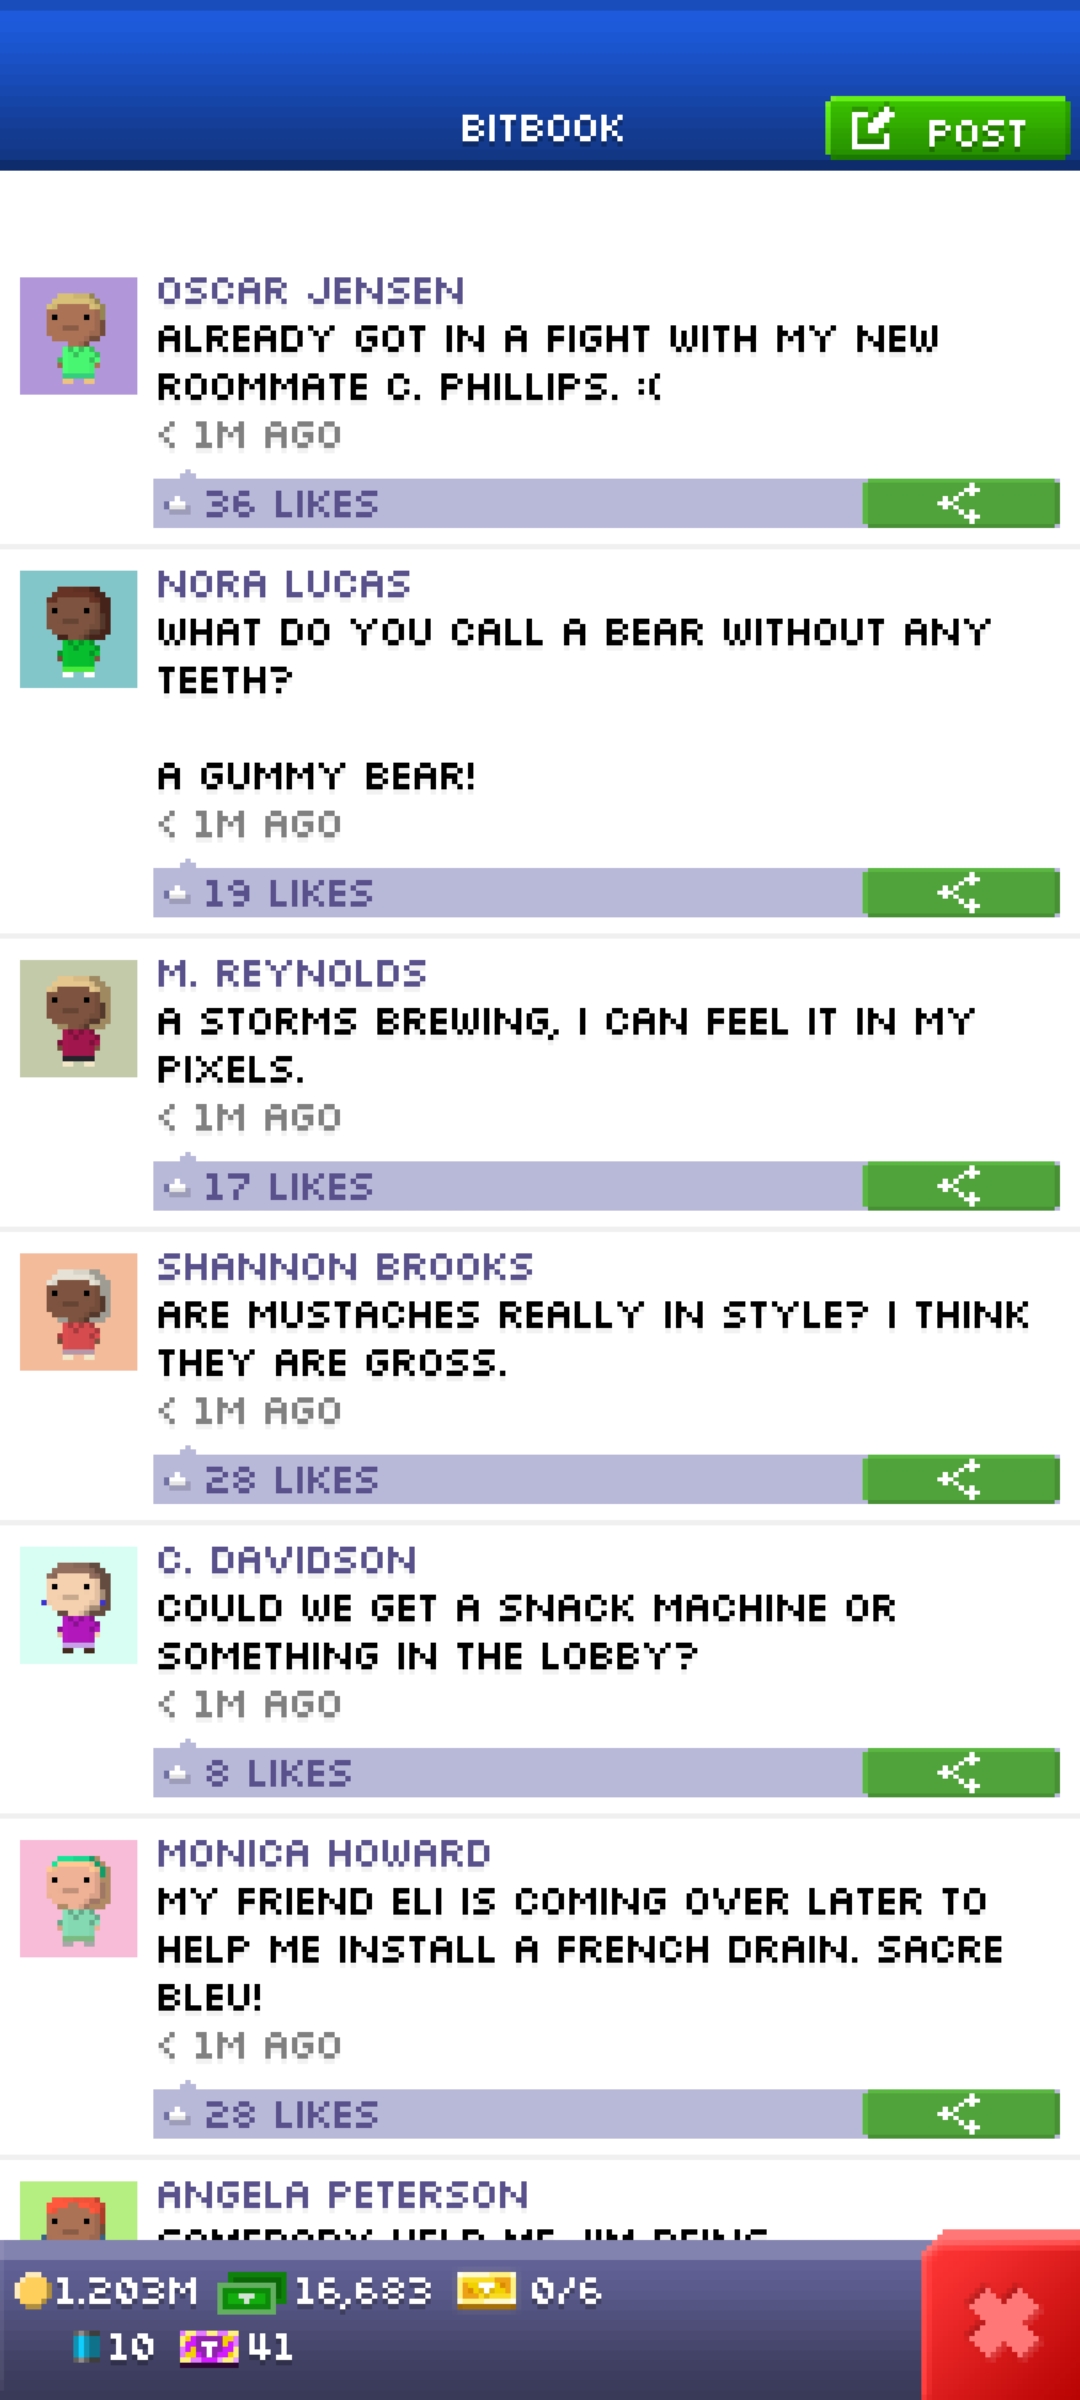 BITBOOK
POST
OSCAR JENSEN
ALREADY GOT IN A FIGHT WITH MY NEW
ROOMMATE C. PHILLIPS. :(
< 1M AGO
36 LIKES
NORA LUCAS
WHAT DO YOU CALL A BEAR WITHOUT ANY
TEETH?
A GUMMY BEAR!
< 1M AGO
19 LIKES
M. REYNOLDS
A STORMS BREWING, I CAN FEEL IT IN MY
PIXELS.
< 1M AGO
17 LIKES
SHANNON BROOKS
ARE MUSTACHES REALLY IN STYLE? I THINK
THEY ARE GROSS.
< 1M AGO
28 LIKES
C. DAVIDSON
COULD WE GET A SNACK MACHINE OR
SOMETHING IN THE LOBBY?
< 1M AGO
8 LIKES
MONICA HOWARD
MY FRIEND ELI IS COMING OVER LATER TO
HELP ME INSTALL A FRENCH DRAIN. SACRE
BLEU!
< 1M AGO
28 LIKES
ANGELA PETERSON
SOMEBODY HELP ME, I'M BEING
1.203M 16,683 0/6
10 41